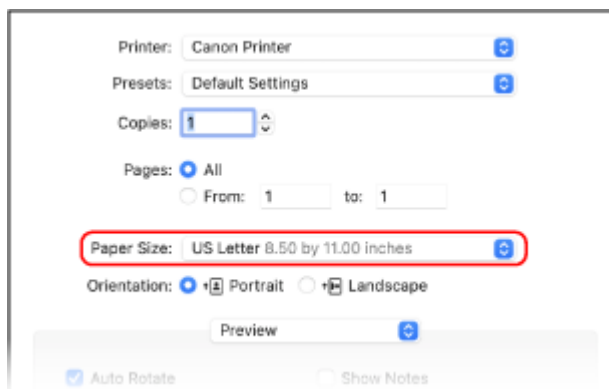 Printer: Canon Printer
Presets: Default Settings
Copies: 1
Pages: All
From: 1 to: 1
Paper Size: US Letter 8.50 by 11.00 inches
Orientation: Portrait Landscape
Preview
Auto Rotate Show Notes